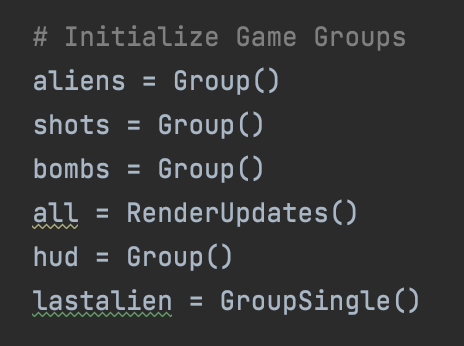 # Initialize Game Groups
aliens = Group()
shots = Group()
bombs = Group()
all = RenderUpdates()
hud = Group()
lastalien = GroupSingle()